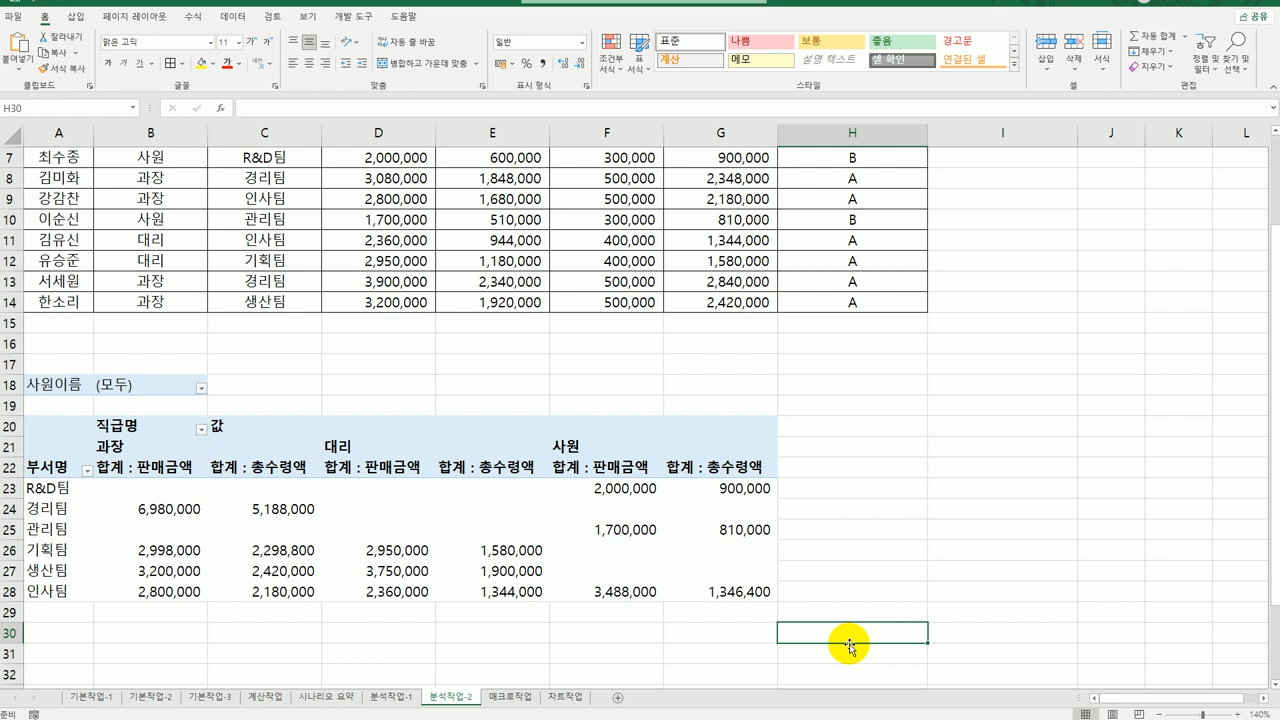 파일 홈 삽입 페이지 레이아웃 수식 데이터 검토 보기 개발 도구 도움말 공유
붙여넣기 잘라내기 복사 서식 복사 클립보드
맑은 고딕 11 가 가 가 가 가 글꼴
자동 줄 바꿈 병합하고 가운데 맞춤 맞춤
일반 % 표시 형식
조건부 서식 표 서식 표준 나쁨 보통 좋음 경고문
계산 메모 설명 텍스트 셀 확인 연결된 셀 스타일
삽입 삭제 서식 셀
자동 합계 채우기 지우기 정렬 및 필터 찾기 및 선택 편집
H30 fx
A B C D E F G H I J K L
7 최수종 사원 R&D팀 2,000,000 600,000 300,000 900,000 B
8 김미화 과장 경리팀 3,080,000 1,848,000 500,000 2,348,000 A
9 강감찬 과장 인사팀 2,800,000 1,680,000 500,000 2,180,000 A
10 이순신 사원 관리팀 1,700,000 510,000 300,000 810,000 B
11 김유신 대리 인사팀 2,360,000 944,000 400,000 1,344,000 A
12 유승준 대리 기획팀 2,950,000 1,180,000 400,000 1,580,000 A
13 서세원 과장 경리팀 3,900,000 2,340,000 500,000 2,840,000 A
14 한소리 과장 생산팀 3,200,000 1,920,000 500,000 2,420,000 A
15
16
17
18 사원이름 (모두)
19
20 직급명 값
21 과장 대리 사원
22 부서명 합계 : 판매금액 합계 : 총수령액 합계 : 판매금액 합계 : 총수령액 합계 : 판매금액 합계 : 총수령액
23 R&D팀 2,000,000 900,000
24 경리팀 6,980,000 5,188,000
25 관리팀 1,700,000 810,000
26 기획팀 2,998,000 2,298,800 2,950,000 1,580,000
27 생산팀 3,200,000 2,420,000 3,750,000 1,900,000
28 인사팀 2,800,000 2,180,000 2,360,000 1,344,000 3,488,000 1,346,400
29
30
31
32
기본작업-1 기본작업-2 기본작업-3 계산작업 시나리오 요약 분석작업-1 분석작업-2 매크로작업 차트작업
준비 140%